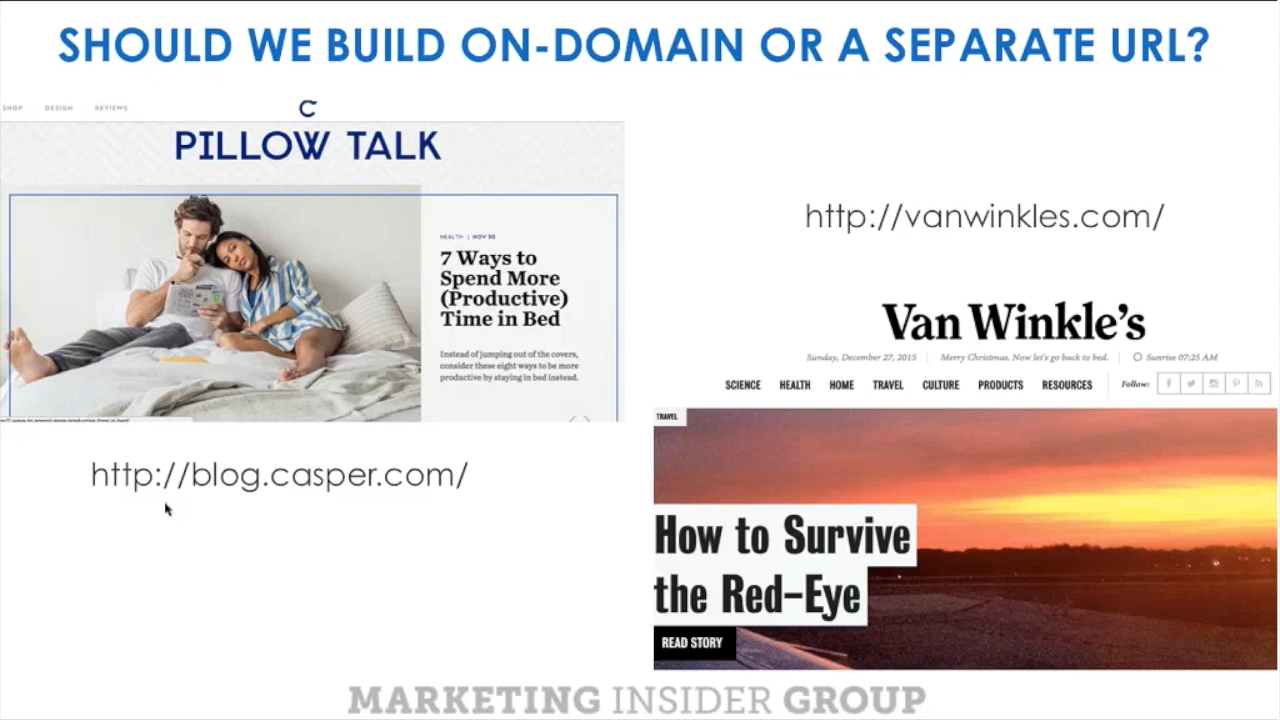 SHOULD WE BUILD ON-DOMAIN OR A SEPARATE URL?
SHOP DESIGN REVIEWS
C
PILLOW TALK
HEALTH | NOV 30
7 Ways to
Spend More
(Productive)
Time in Bed
Instead of jumping out of the covers,
consider these eight ways to be more
productive by staying in bed instead.
http://blog.casper.com/
http://vanwinkles.com/
Van Winkle's
Sunday, December 27, 2015 Merry Christmas. Now let's go back to bed. Sunrise 07:25 AM
SCIENCE HEALTH HOME TRAVEL CULTURE PRODUCTS RESOURCES Follow:
TRAVEL
How to Survive
the Red-Eye
READ STORY
MARKETING INSIDER GROUP